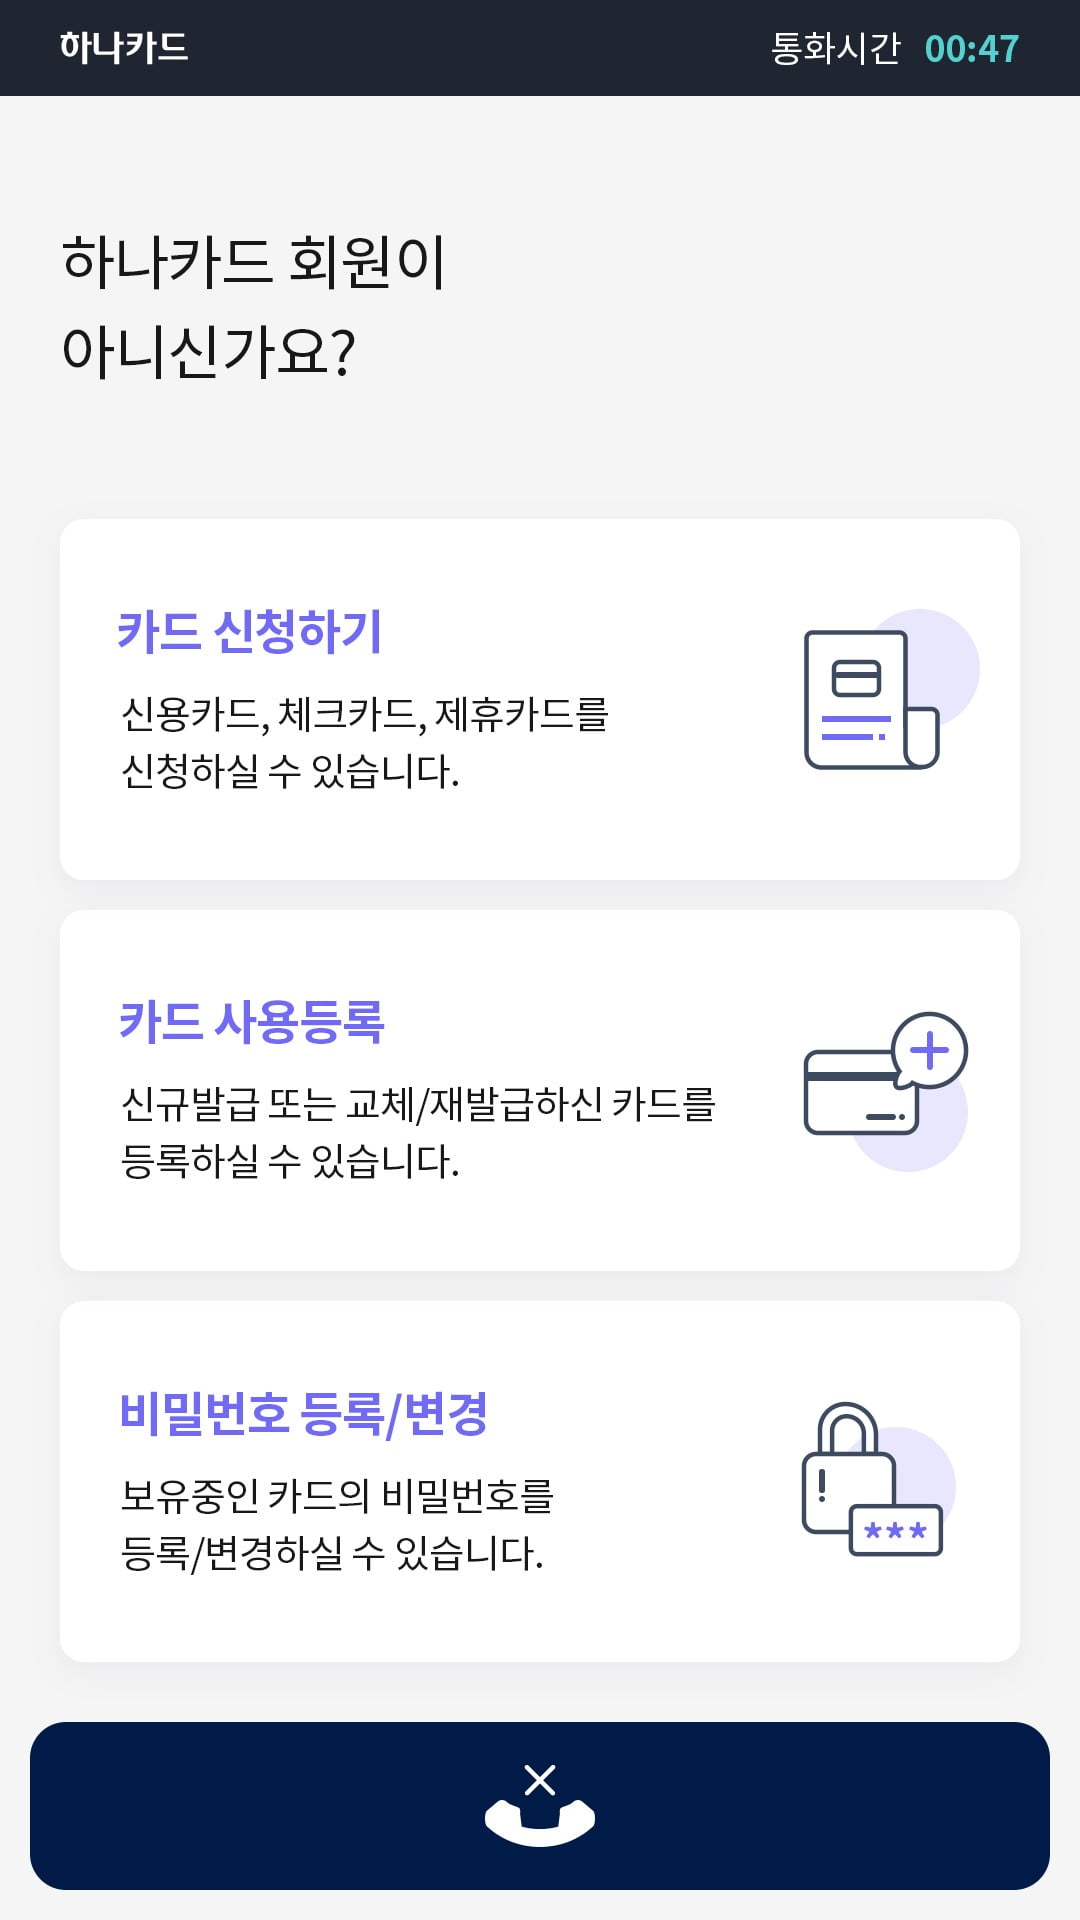 하나카드
통화시간 00:47
하나카드 회원이
아니신가요?
카드 신청하기
신용카드, 체크카드, 제휴카드를
신청하실 수 있습니다.
카드 사용등록
신규발급 또는 교체/재발급하신 카드를
등록하실 수 있습니다.
비밀번호 등록/변경
보유중인 카드의 비밀번호를
등록/변경하실 수 있습니다.
***